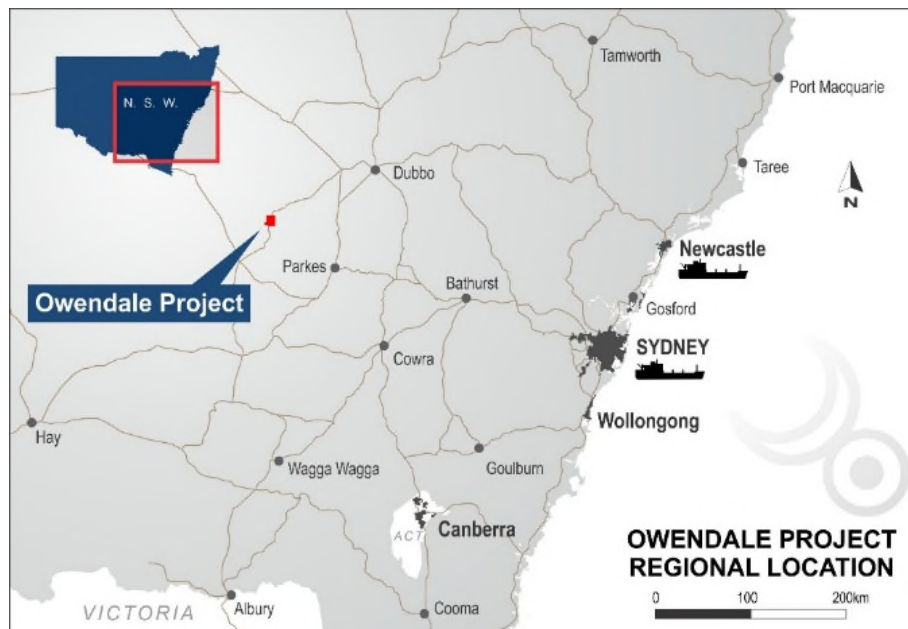 N. S. W.
Tamworth
Port Macquarie
Taree
Dubbo
N
Newcastle
Parkes
Owendale Project
Bathurst
Gosford
SYDNEY
Cowra
Wollongong
Hay
Wagga Wagga
Goulburn
Canberra
ACT
OWENDALE PROJECT
REGIONAL LOCATION
0 100 200km
VICTORIA
Albury
Cooma